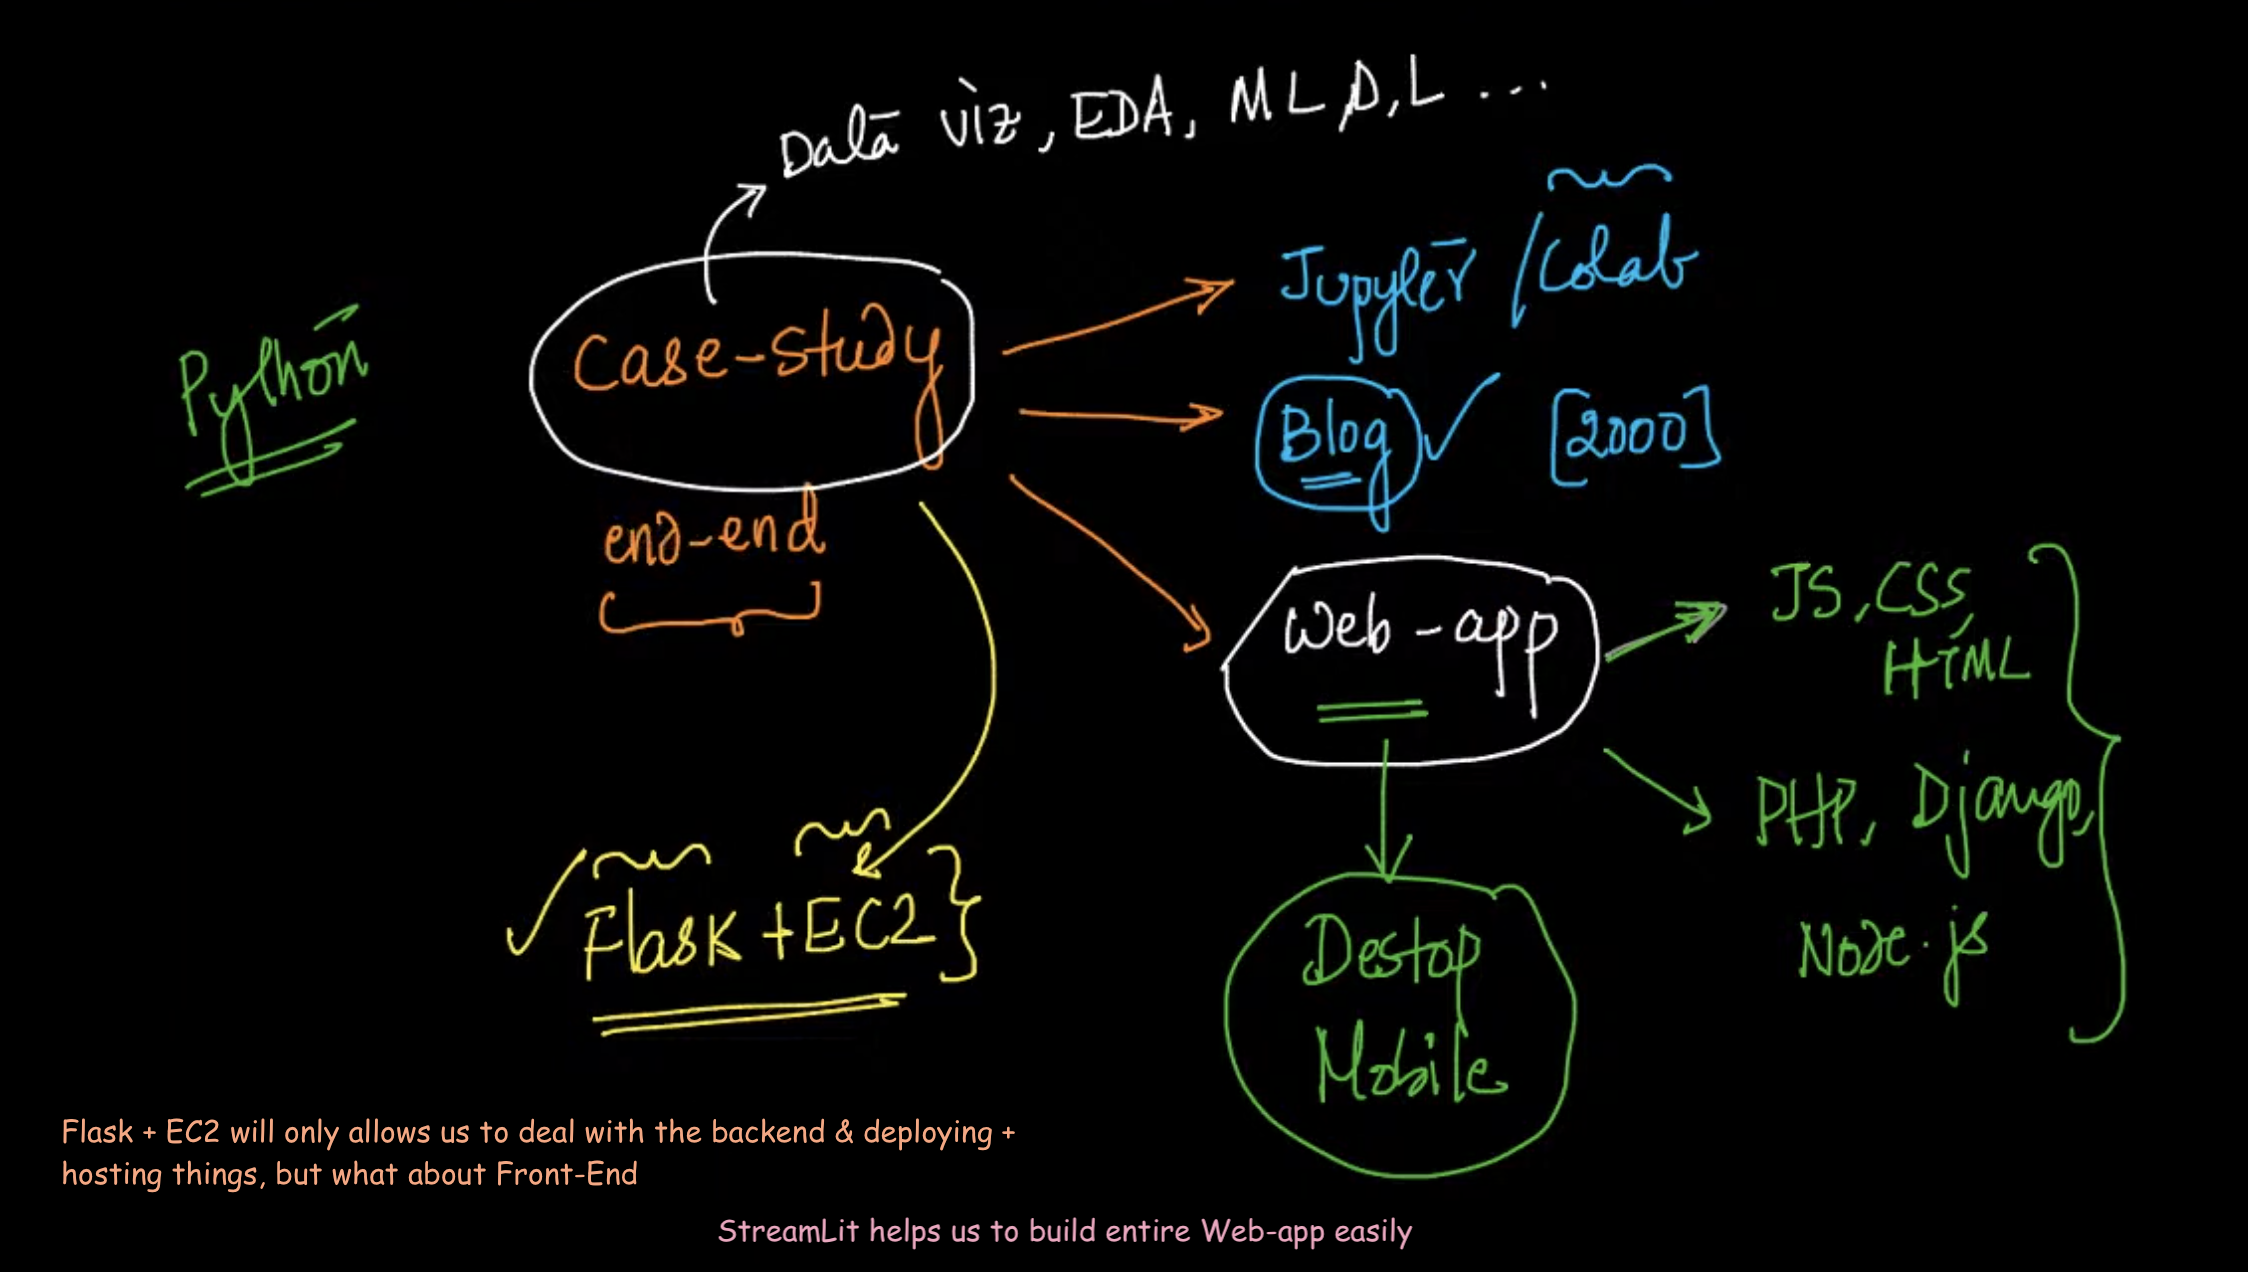 Data viz, EDA, ML D,L ...
Jupyter / Colab
Python
Case-study
Blog ✓ [2000]
end-end
Web-app
JS, CSS,
HTML
PHP, Django,
Node.js
✓ Flask + EC2 }
Destop
Mobile
Flask + EC2 will only allows us to deal with the backend & deploying +
hosting things, but what about Front-End
StreamLit helps us to build entire Web-app easily